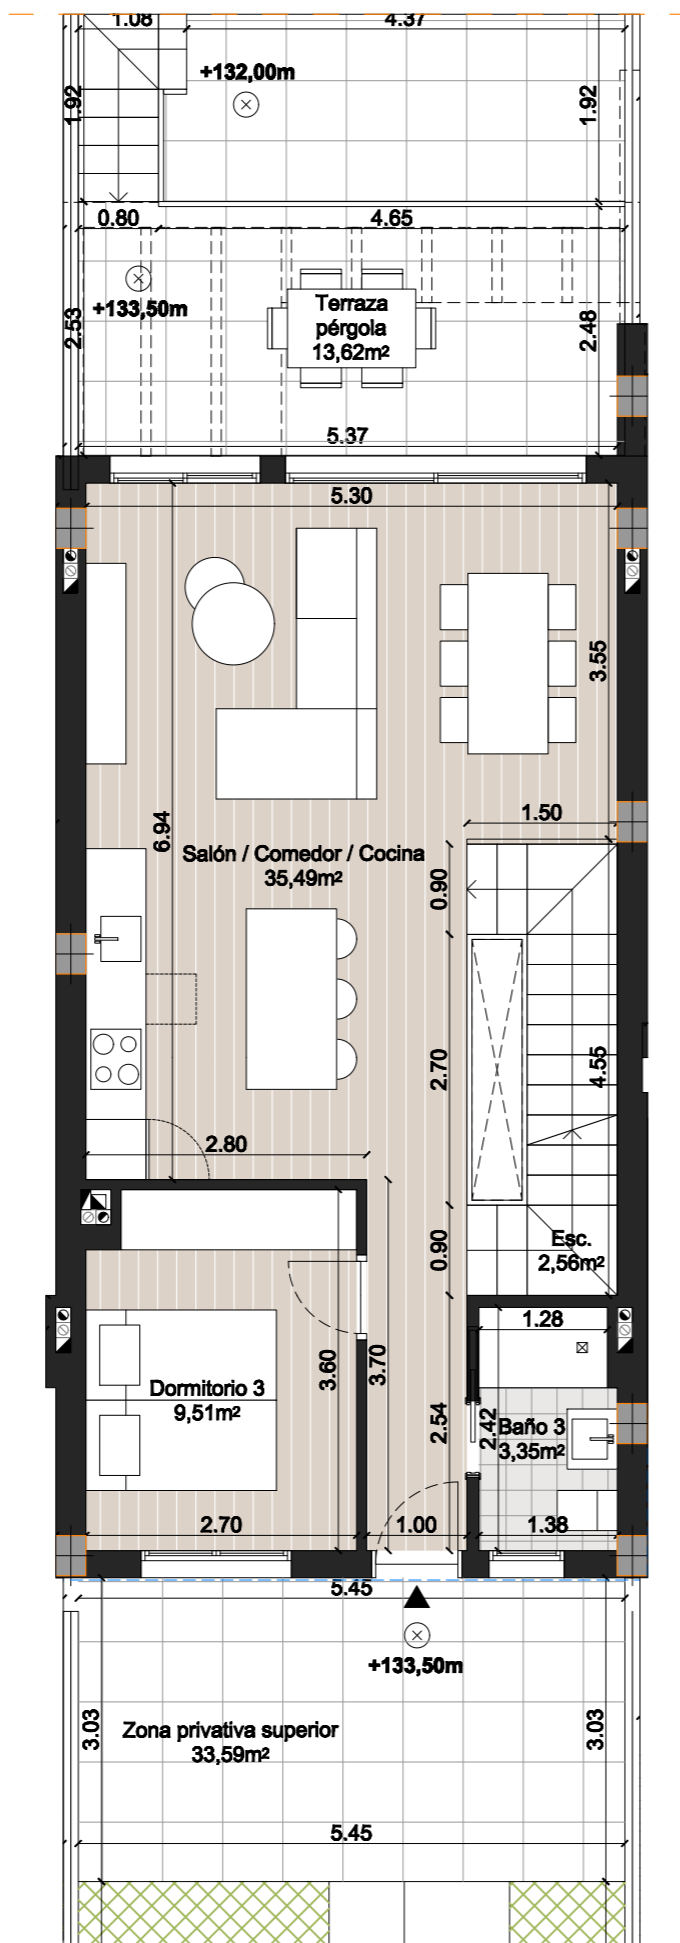 1.08
4.37
+132,00m
1.92
1.92
0.80
4.65
+133,50m
Terraza
pérgola
13,62m²
2.53
2.48
5.37
5.30
3.55
6.94
1.50
Salón / Comedor / Cocina
35,49m²
0.90
2.70
4.55
2.80
0.90
Esc.
2,56m²
1.28
3.60
3.70
Dormitorio 3
9,51m²
2.54
2.42
Baño 3
3,35m²
2.70
1.00
1.38
5.45
+133,50m
3.03
3.03
Zona privativa superior
33,59m²
5.45